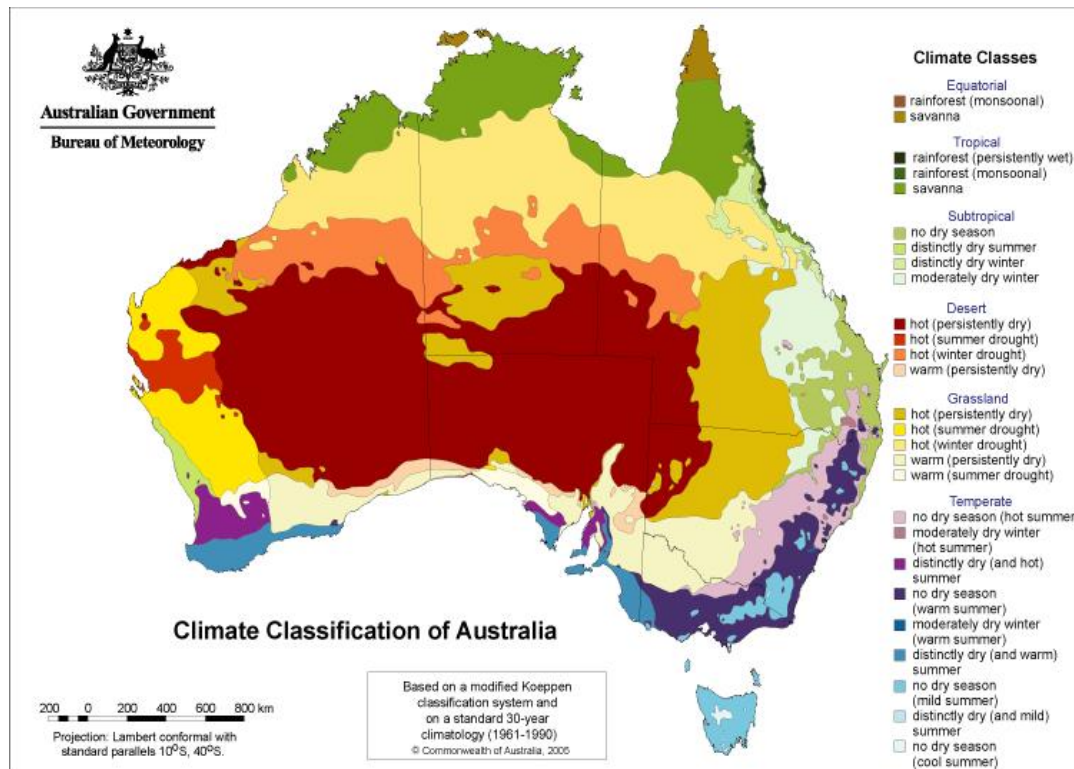 Australian Government
Bureau of Meteorology
Climate Classes
Equatorial
rainforest (monsoonal)
savanna
Tropical
rainforest (persistently wet)
rainforest (monsoonal)
savanna
Subtropical
no dry season
distinctly dry summer
distinctly dry winter
moderately dry winter
Desert
hot (persistently dry)
hot (summer drought)
hot (winter drought)
warm (persistently dry)
Grassland
hot (persistently dry)
hot (summer drought)
hot (winter drought)
warm (persistently dry)
warm (summer drought)
Temperate
no dry season (hot summer
moderately dry winter
(hot summer)
distinctly dry (and hot)
summer
no dry season
(warm summer)
moderately dry winter
(warm summer)
distinctly dry (and warm)
summer
no dry season
(mild summer)
distinctly dry (and mild)
summer
no dry season
(cool summer)
Climate Classification of Australia
Based on a modified Koeppen
classification system and
on a standard 30-year
climatology (1961-1990)
© Commonwealth of Australia, 2005
200 0 200 400 600 800 km
Projection: Lambert conformal with
standard parallels 10°S, 40°S.